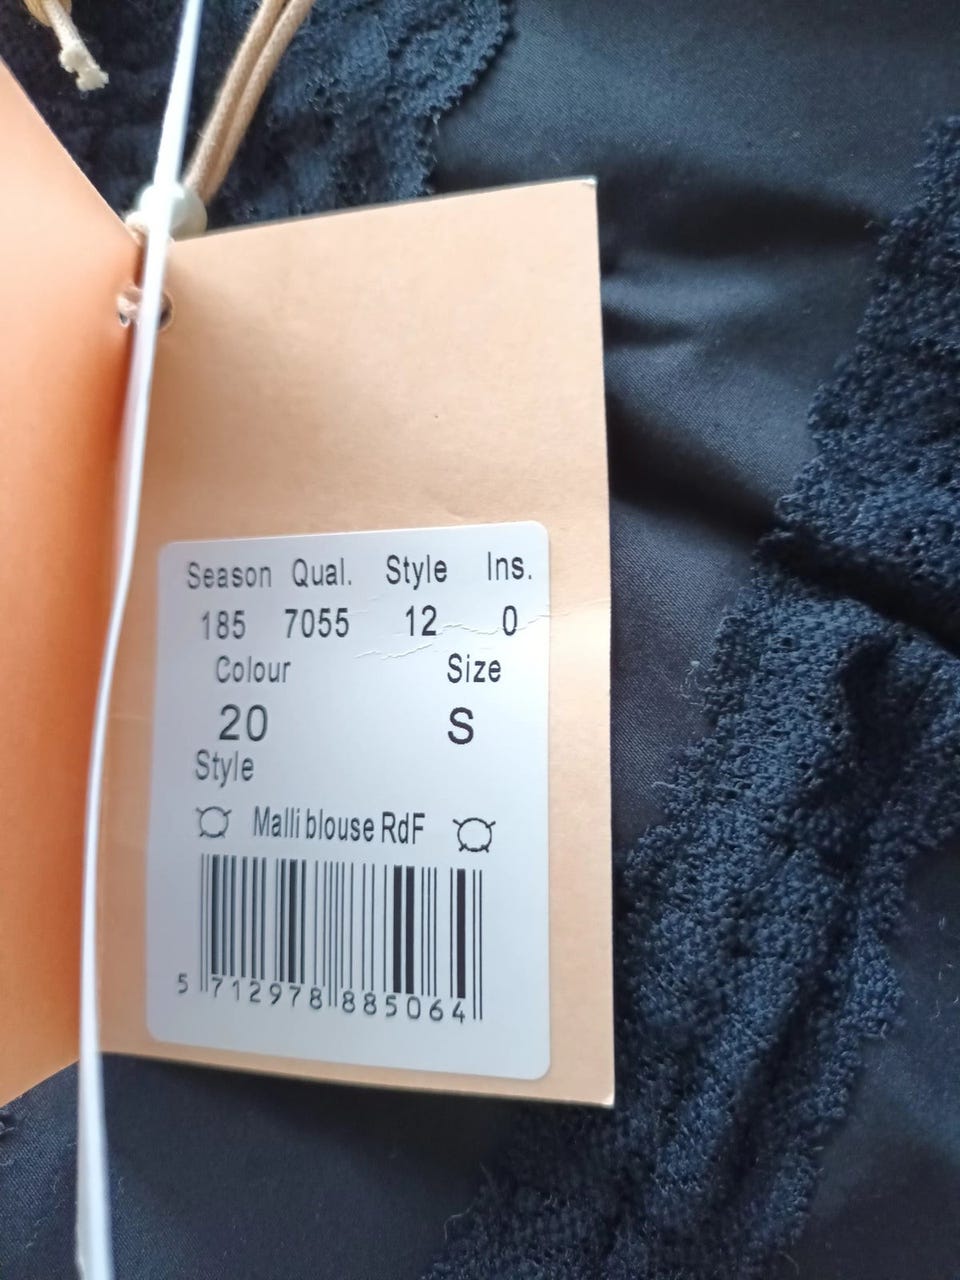 Season Qual. Style Ins.
185 7055 12 0
Colour Size
20 S
Style
¤ Malli blouse RdF ¤
5 712978 885064